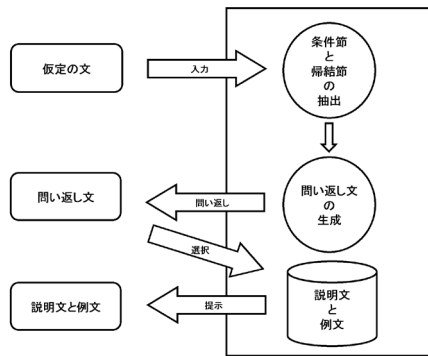 仮定の文
入力
条件節
と
帰結節
の
抽出
問い返し文
問い返し
問い返し文
の
生成
選択
説明文と例文
提示
説明文
と
例文